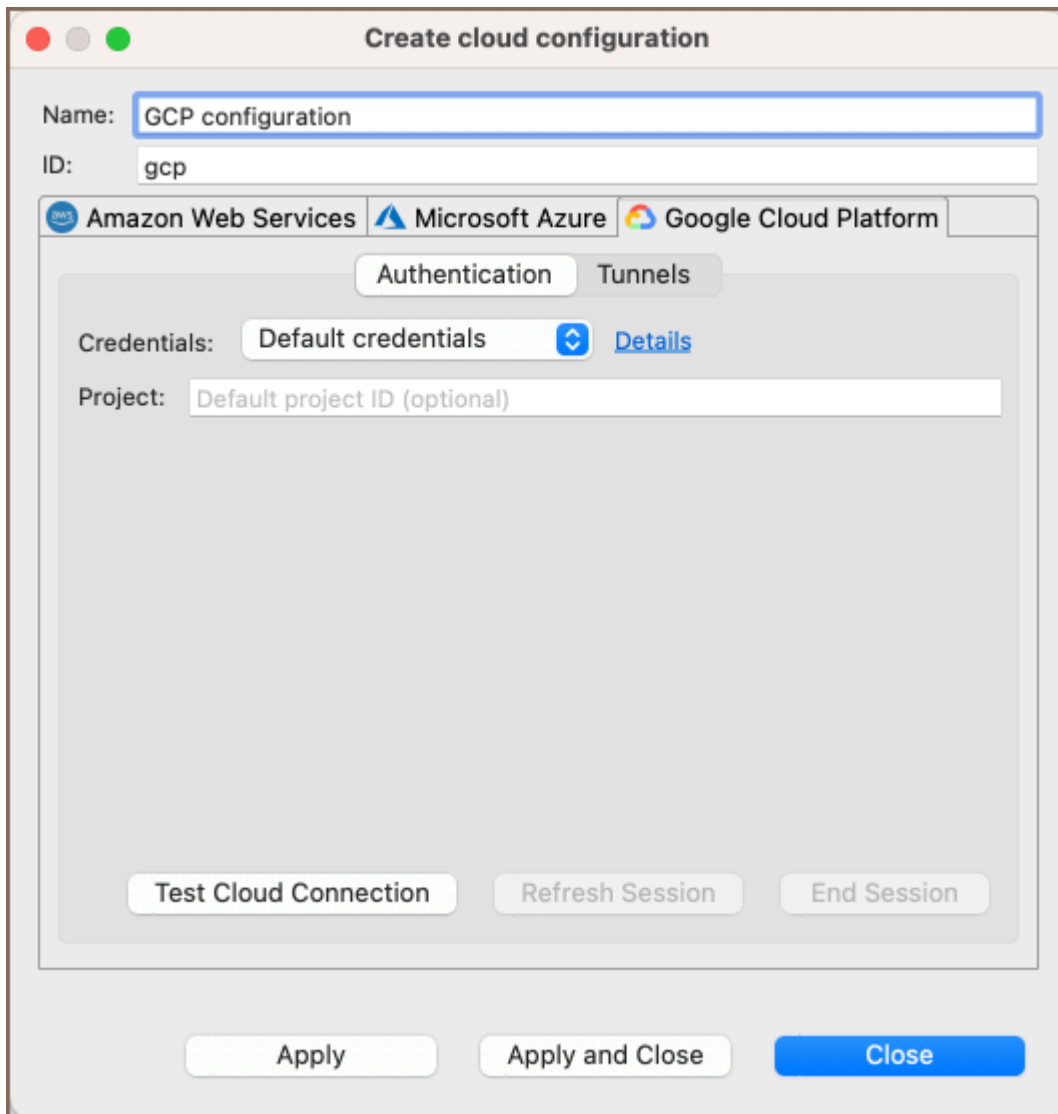 Create cloud configuration
Name: GCP configuration
ID: gcp
aws Amazon Web Services Microsoft Azure Google Cloud Platform
Authentication Tunnels
Credentials: Default credentials Details
Project: Default project ID (optional)
Test Cloud Connection Refresh Session End Session
Apply Apply and Close Close